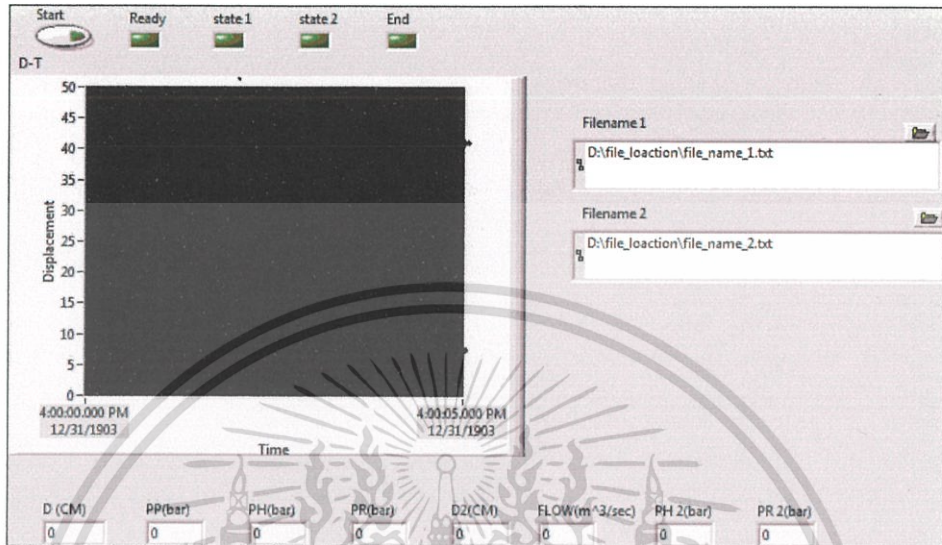 Start Ready state 1 state 2 End
D-T
50
45
40
35
30
25
20
15
10
5
0
Displacement
4:00:00.000 PM 4:00:05.000 PM
12/31/1903 12/31/1903
Time
Filename 1
D:\file_loaction\file_name_1.txt
Filename 2
D:\file_loaction\file_name_2.txt
D (CM) PP(bar) PH(bar) PR(bar) D2(CM) FLOW(m^3/sec) PH 2(bar) PR 2(bar)
0 0 0 0 0 0 0 0